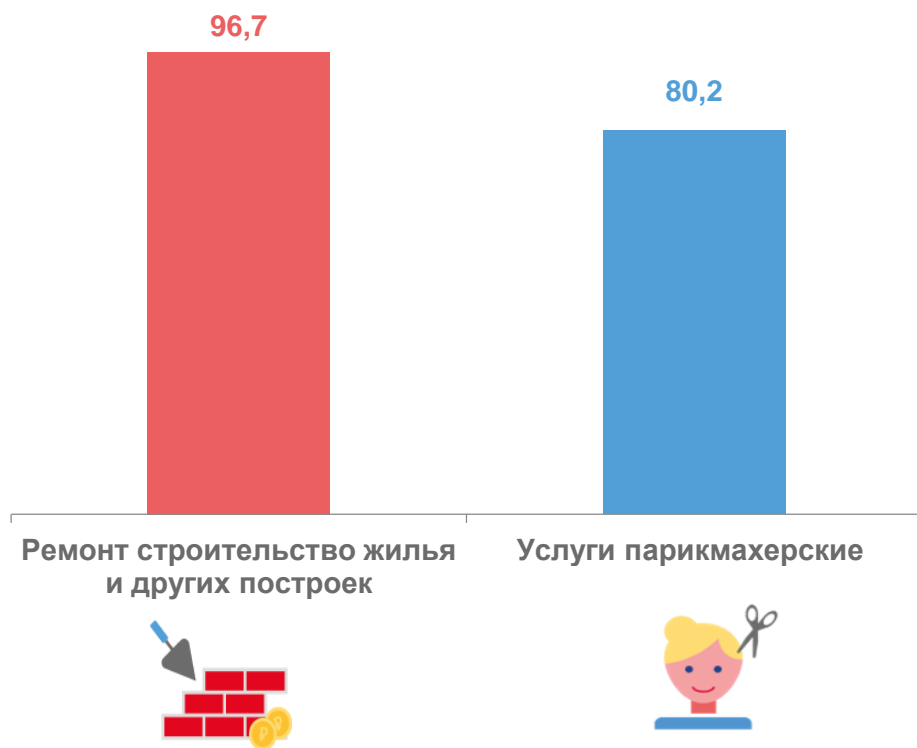 96,7
80,2
Ремонт строительство жилья
и других построек
Услуги парикмахерские